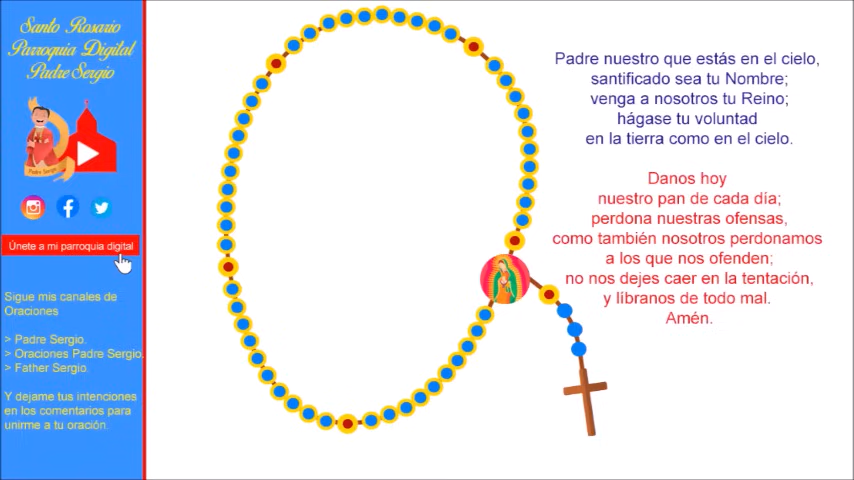 Santo Rosario
Parroquia Digital
Padre Sergio
Padre Sergio
Únete a mi parroquia digital
Sigue mis canales de
Oraciones
> Padre Sergio.
> Oraciones Padre Sergio.
> Father Sergio.
Y dejame tus intenciones
en los comentarios para
unirme a tu oración.
Padre nuestro que estás en el cielo,
santificado sea tu Nombre;
venga a nosotros tu Reino;
hágase tu voluntad
en la tierra como en el cielo.
Danos hoy
nuestro pan de cada día;
perdona nuestras ofensas,
como también nosotros perdonamos
a los que nos ofenden;
no nos dejes caer en la tentación,
y líbranos de todo mal.
Amén.